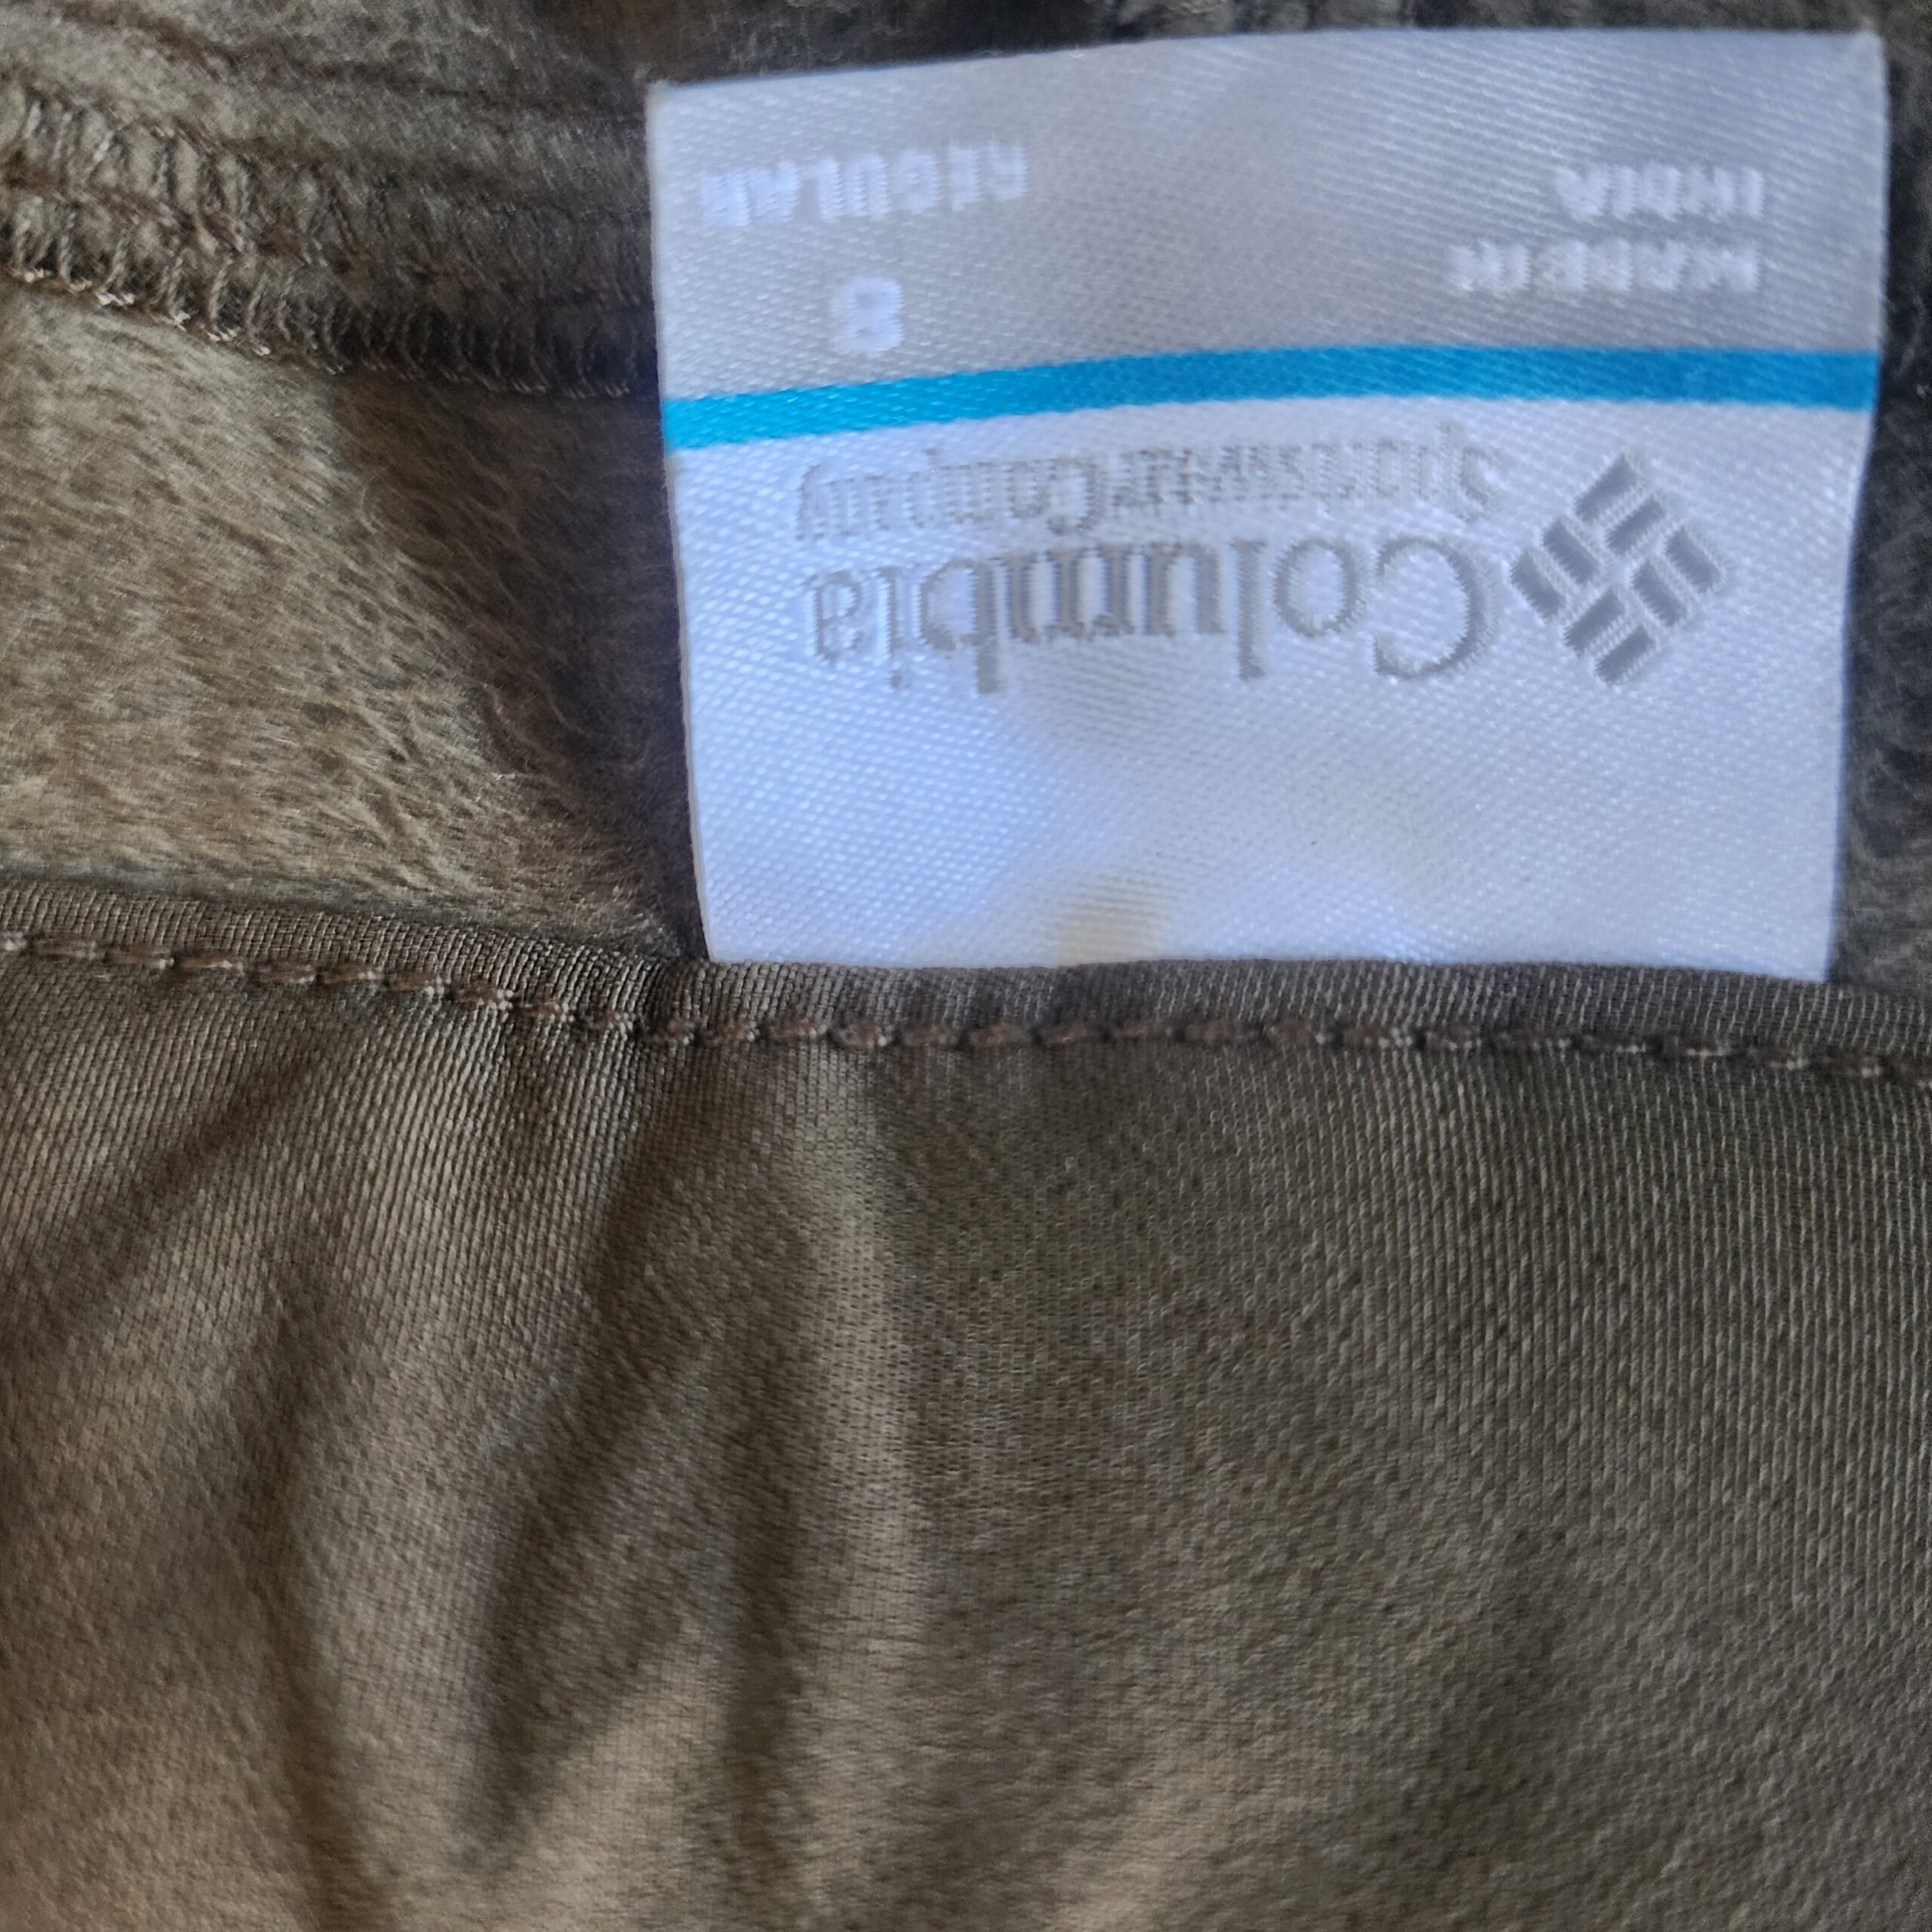 Columbia
Sportswear Company
8
REGULAR
MADE IN
INDIA